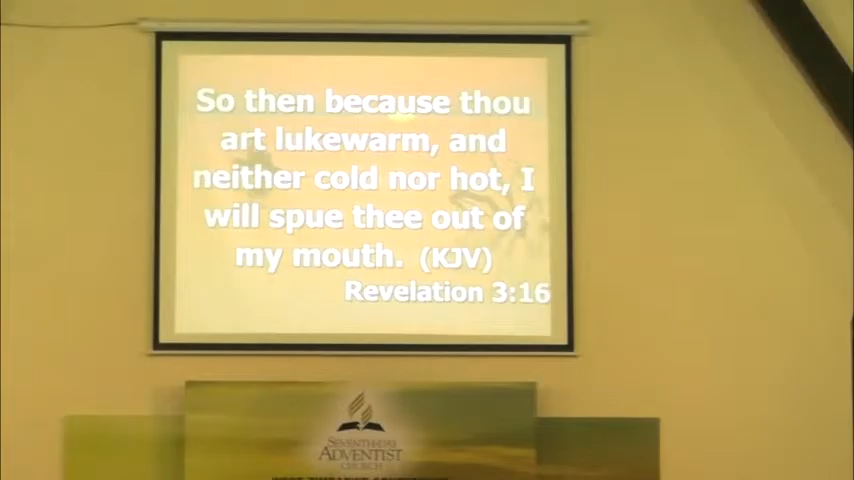 So then because thou
art lukewarm, and
neither cold nor hot, I
will spue thee out of
my mouth. (KJV)
Revelation 3:16
SEVENTH-DAY
ADVENTIST
CHURCH